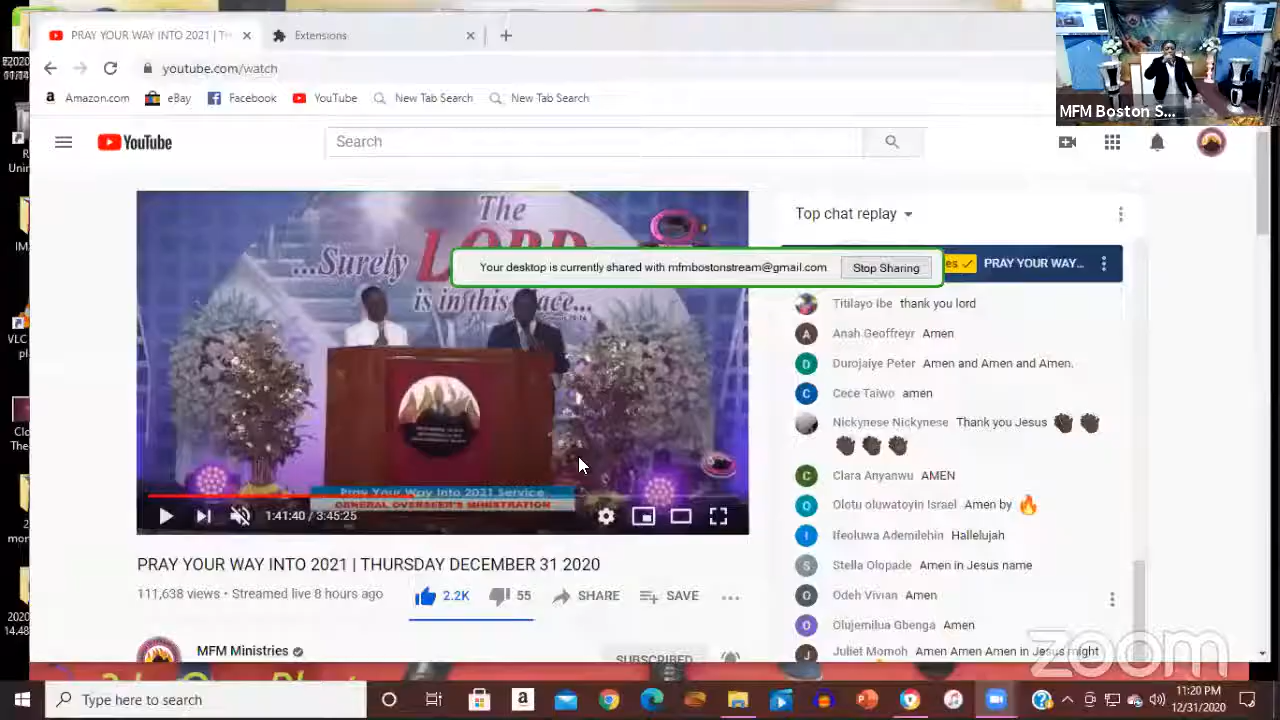 PRAY YOUR WAY INTO 2021 | TH
Extensions
youtube.com/watch
Amazon.com
eBay
Facebook
YouTube
New Tab Search
New Tab Search
MFM Boston S...
YouTube
Search
The
LORD
...Surely
is in this place...
Your desktop is currently shared with mfmbostonstream@gmail.com
Stop Sharing
Top chat replay
PRAY YOUR WAY...
Titilayo Ibe thank you lord
Anah Geoffreyr Amen
Durojaiye Peter Amen and Amen and Amen.
Cece Taiwo amen
Nickynese Nickynese Thank you Jesus
Clara Anyanwu AMEN
Olotu oluwatoyin Israel Amen by 🔥
Ifeoluwa Ademilehin Hallelujah
Stella Olopade Amen in Jesus name
Odeh Vivian Amen
Olujemilua Gbenga Amen
Juliet Momoh Amen Amen Amen in Jesus might
Pray Your Way Into 2021 Service
GENERAL OVERSEER'S MINISTRATION
1:41:40 / 3:45:25
PRAY YOUR WAY INTO 2021 | THURSDAY DECEMBER 31 2020
111,638 views • Streamed live 8 hours ago
2.2K
55
SHARE
SAVE
MFM Ministries
SUBSCRIBED
zoom
Type here to search
11:20 PM
12/31/2020